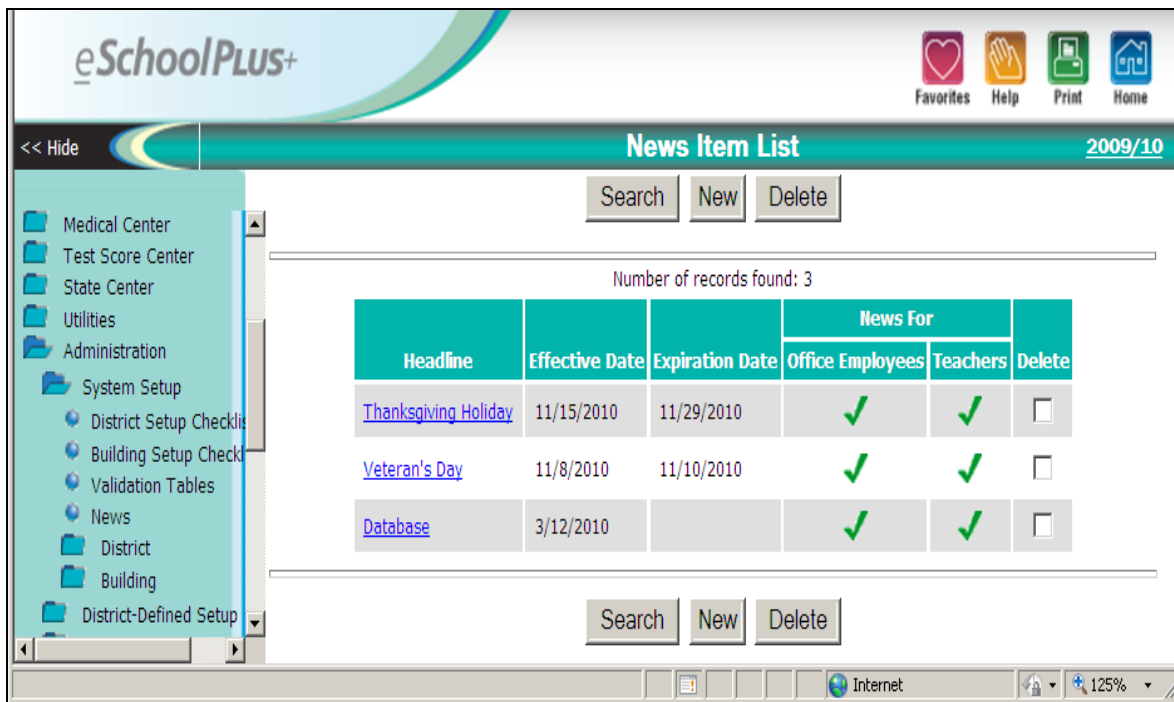 eSchoolPLUS+
Favorites Help Print Home
<< Hide
News Item List
2009/10
Search New Delete
Medical Center
Test Score Center
State Center
Utilities
Administration
System Setup
District Setup Checklis
Building Setup Checkl
Validation Tables
News
District
Building
District-Defined Setup
Number of records found: 3
News For
Headline Effective Date Expiration Date Office Employees Teachers Delete
Thanksgiving Holiday 11/15/2010 11/29/2010
Veteran's Day 11/8/2010 11/10/2010
Database 3/12/2010
Search New Delete
Internet 125%